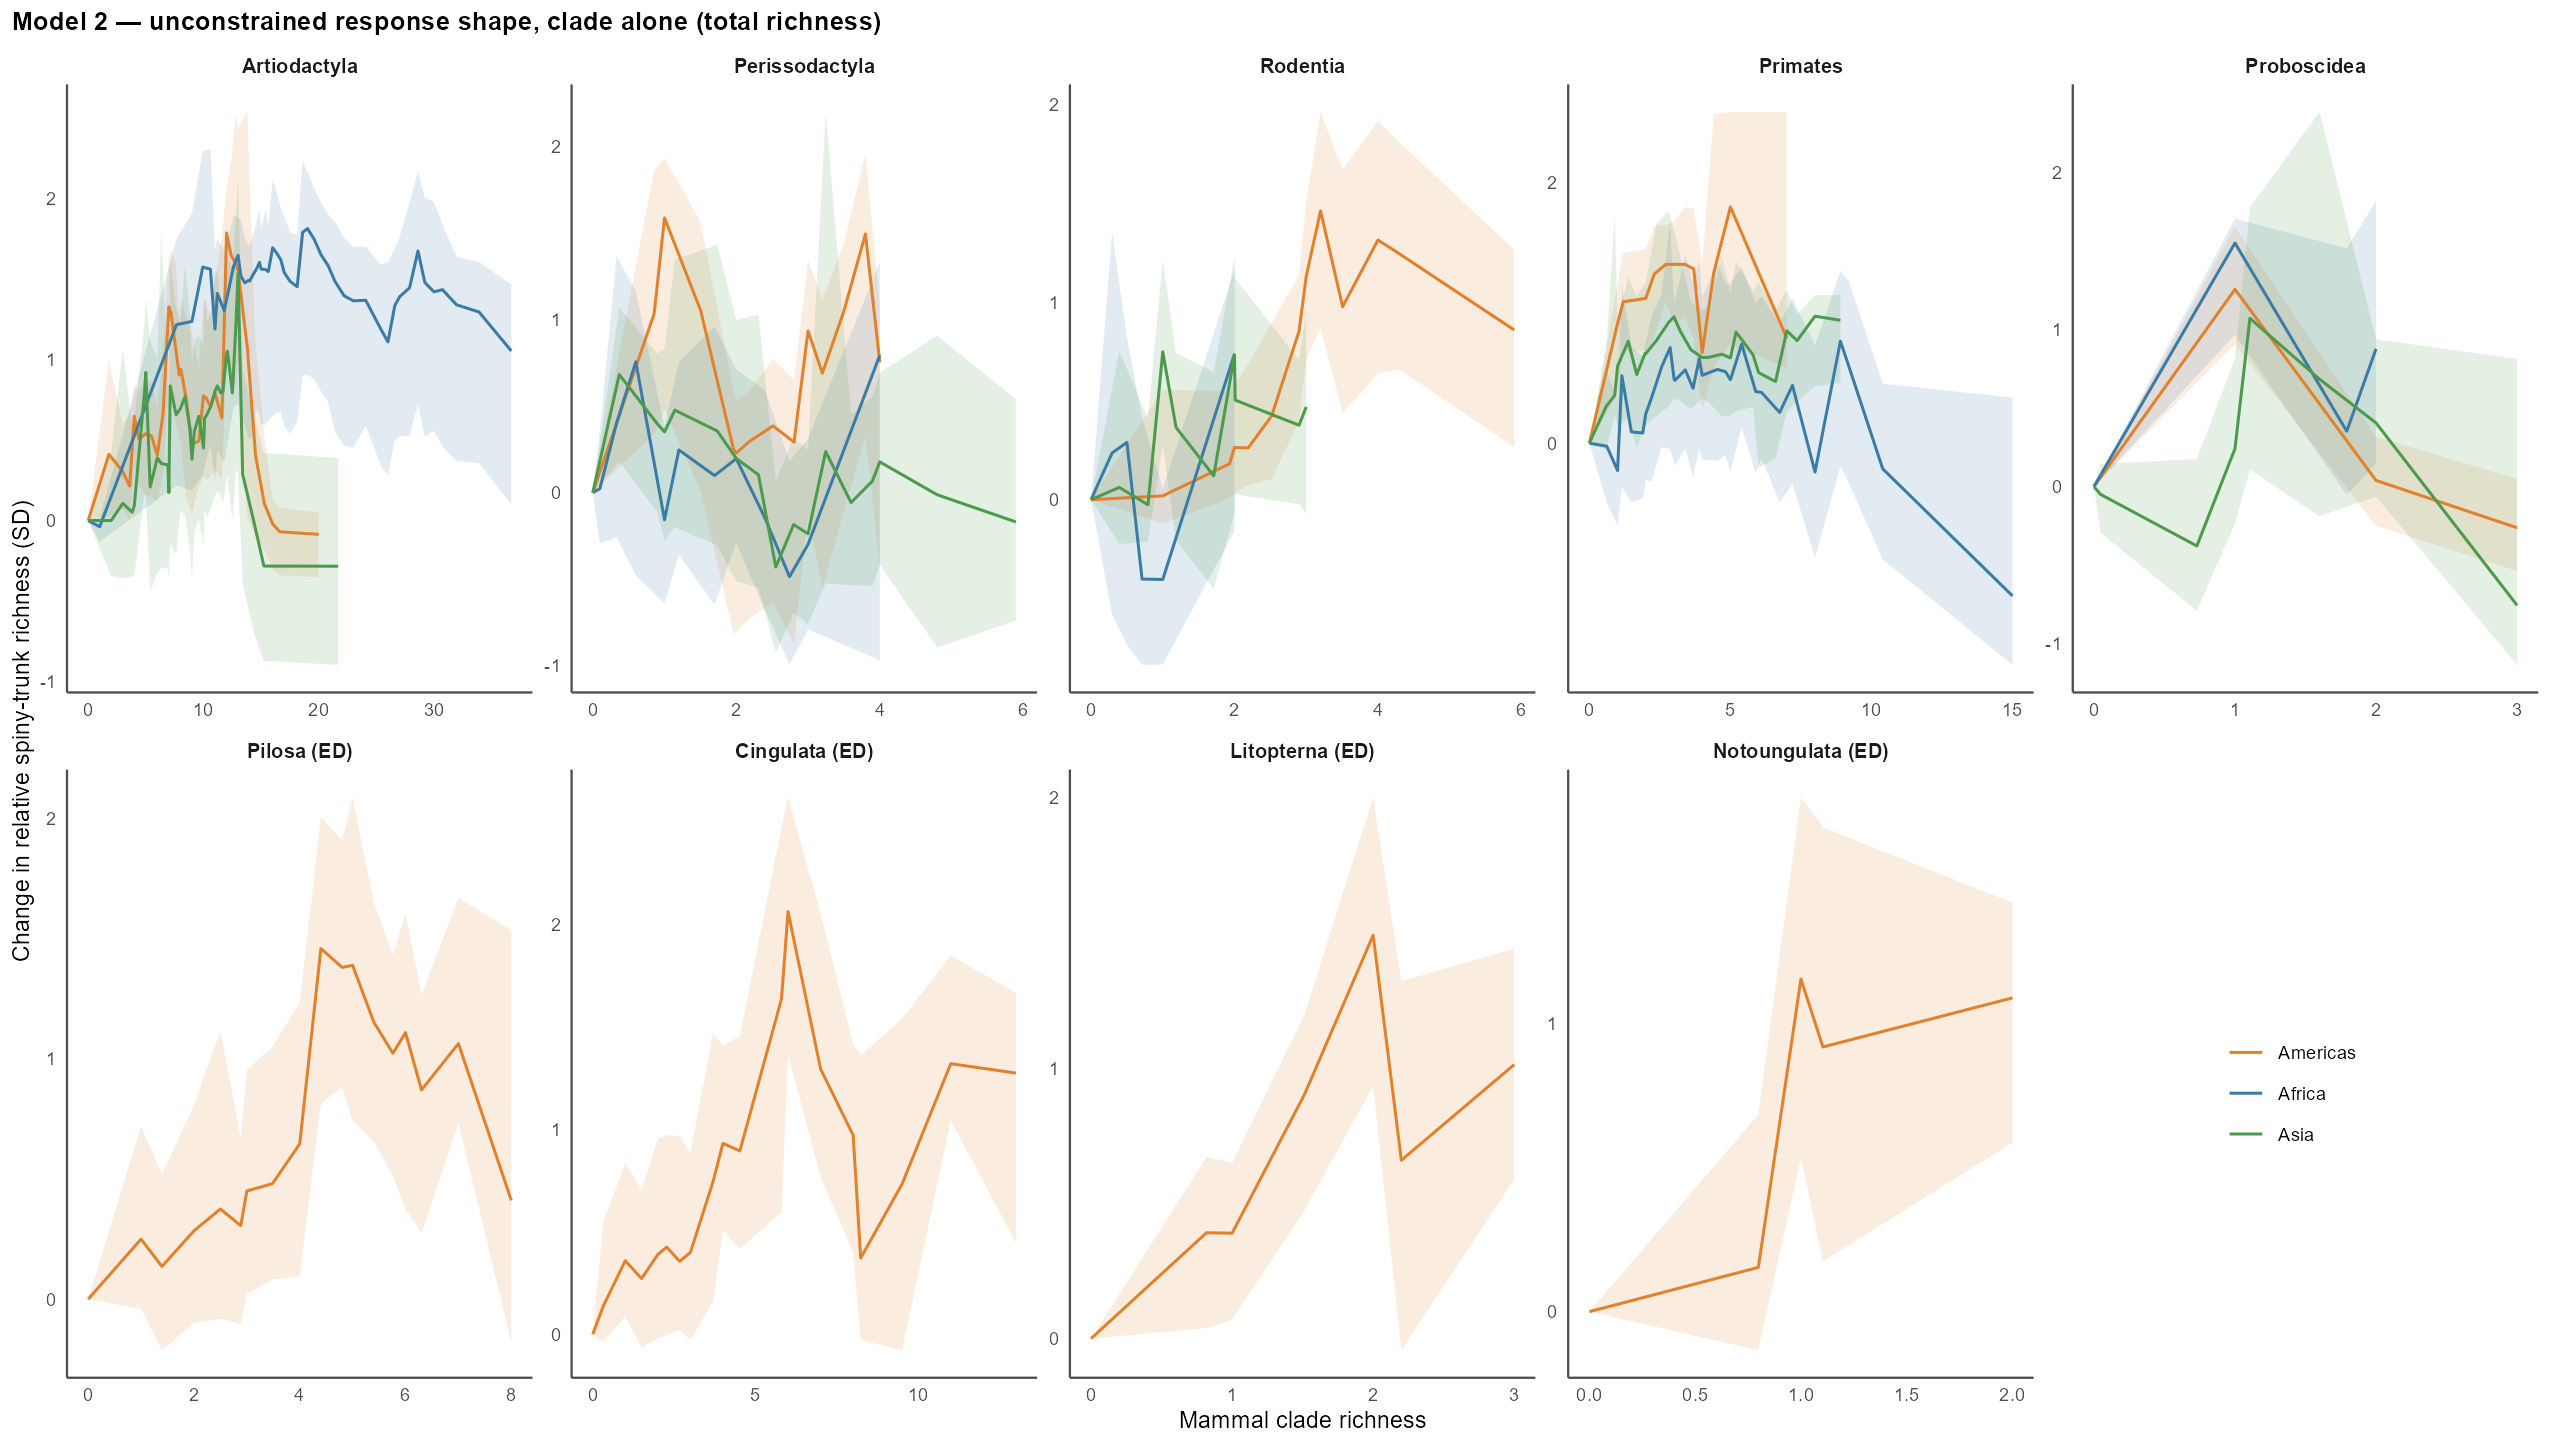 Model 2 — unconstrained response shape, clade alone (total richness)
Change in relative spiny-trunk richness (SD)
Artiodactyla
2
1
0
-1
0 10 20 30
Perissodactyla
2
1
0
-1
0 2 4 6
Rodentia
2
1
0
0 2 4 6
Primates
2
0
0 5 10 15
Proboscidea
2
1
0
-1
0 1 2 3
Pilosa (ED)
2
1
0
0 2 4 6 8
Cingulata (ED)
2
1
0
0 5 10
Litopterna (ED)
2
1
0
0 1 2 3
Notoungulata (ED)
1
0
0.0 0.5 1.0 1.5 2.0
Americas
Africa
Asia
Mammal clade richness